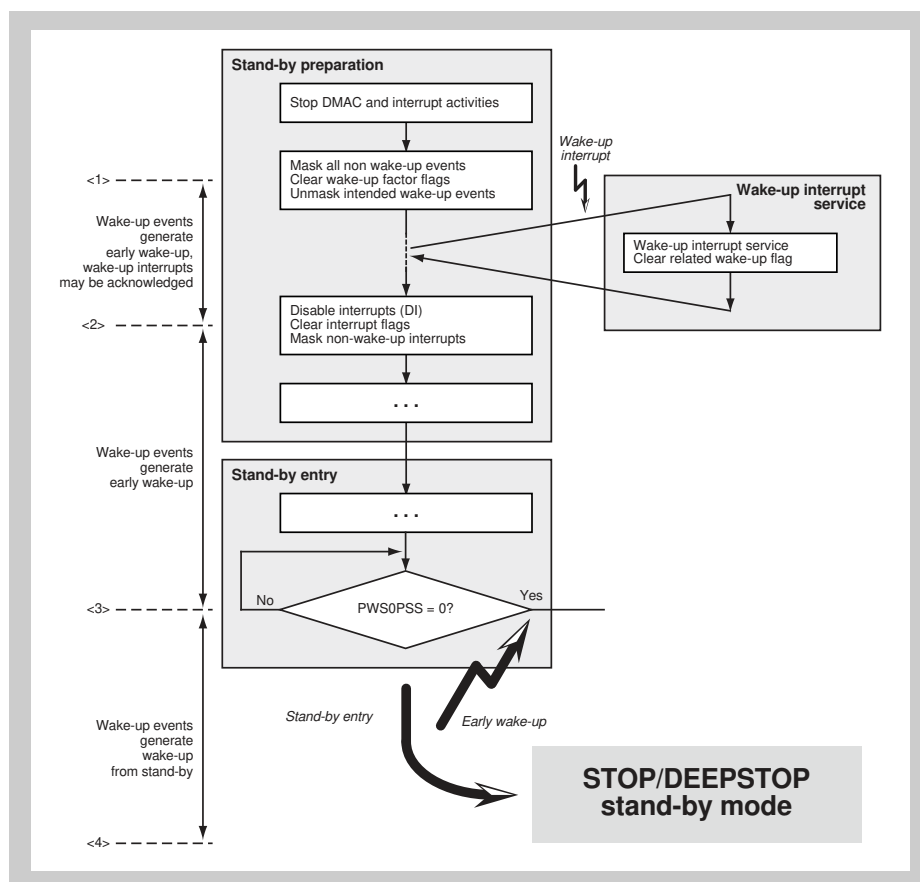 Stand-by preparation
Stop DMAC and interrupt activities
Wake-up
interrupt
Mask all non wake-up events
Clear wake-up factor flags
Unmask intended wake-up events
<1>
Wake-up interrupt
service
Wake-up events
generate
early wake-up,
wake-up interrupts
may be acknowledged
Wake-up interrupt service
Clear related wake-up flag
Disable interrupts (DI)
Clear interrupt flags
Mask non-wake-up interrupts
<2>
. . .
Wake-up events
generate
early wake-up
Stand-by entry
. . .
No
PWS0PSS = 0?
Yes
<3>
Stand-by entry
Early wake-up
Wake-up events
generate
wake-up
from stand-by
STOP/DEEPSTOP
stand-by mode
<4>